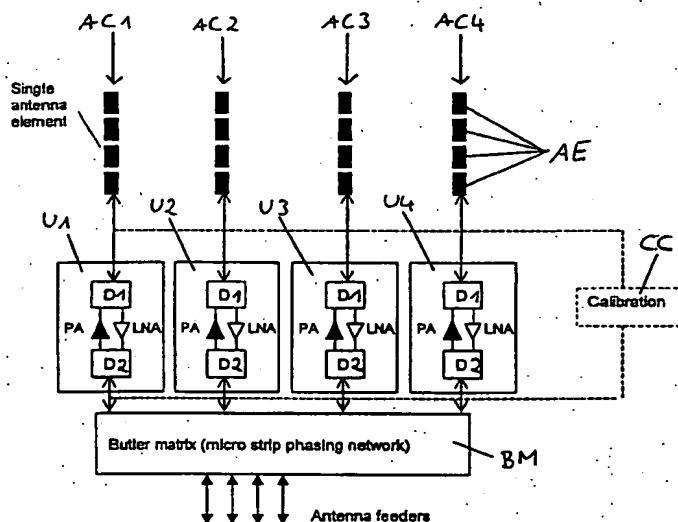 AC1 AC2 AC3 AC4
Single
antenna
element
AE
U1 U2 U3 U4
CC
D1 D1 D1 D1
Calibration
PA LNA PA LNA PA LNA PA LNA
D2 D2 D2 D2
Butler matrix (micro strip phasing network)
BM
Antenna feeders